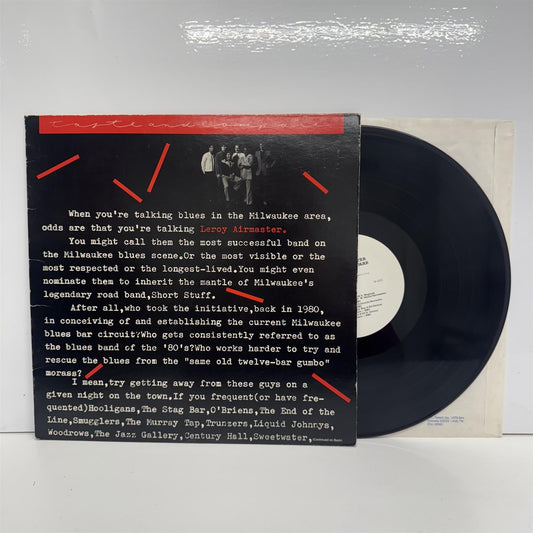 taste and compare
When you're talking blues in the Milwaukee area,
odds are that you're talking Leroy Airmaster.
You might call them the most successful band on
the Milwaukee blues scene.Or the most visible or the
most respected or the longest-lived.You might even
nominate them to inherit the mantle of Milwaukee's
legendary road band,Short Stuff.
After all,who took the initiative,back in 1980,
in conceiving of and establishing the current Milwaukee
blues bar circuit?Who gets consistently referred to as
the blues band of the '80's?Who works harder to try and
rescue the blues from the "same old twelve-bar gumbo"
morass?
I mean,try getting away from these guys on a
given night on the town.If you frequent(or have fre-
quented)Hooligans,The Stag Bar,O'Briens,The End of the
Line,Smugglers,The Murray Tap,Trunzers,Liquid Johnnys,
Woodrows,The Jazz Gallery,Century Hall,Sweetwater,(Continued on Back)